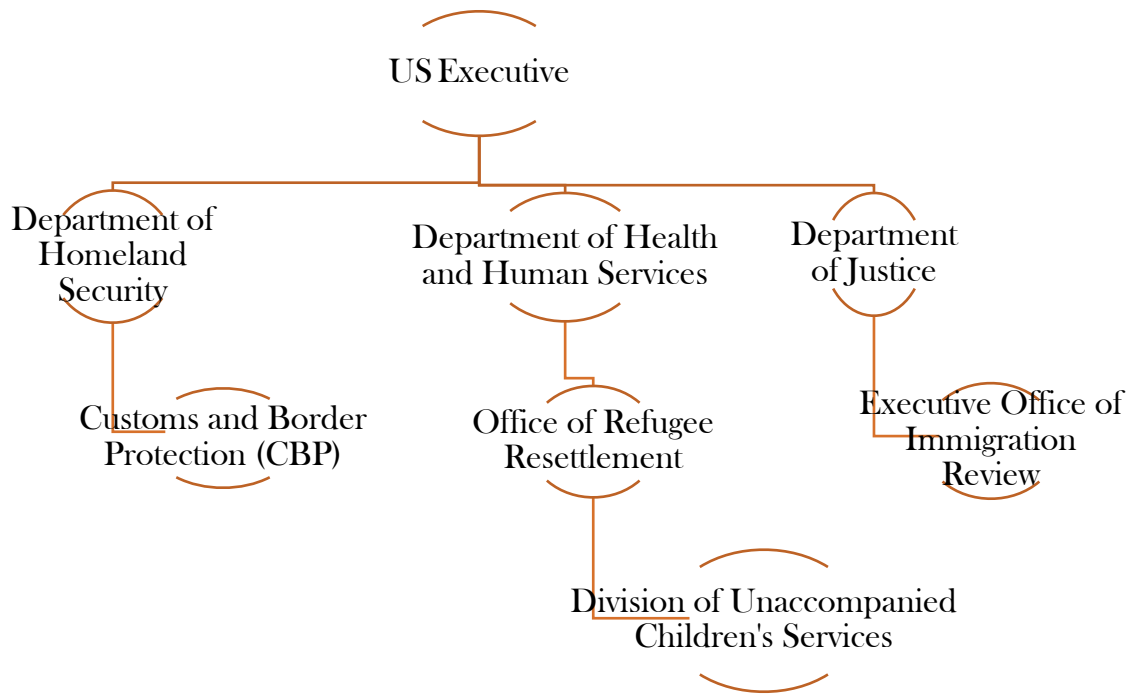 US Executive
Department of
Homeland
Security
Department of Health
and Human Services
Department
of Justice
Customs and Border
Protection (CBP)
Office of Refugee
Resettlement
Executive Office of
Immigration
Review
Division of Unaccompanied
Children's Services